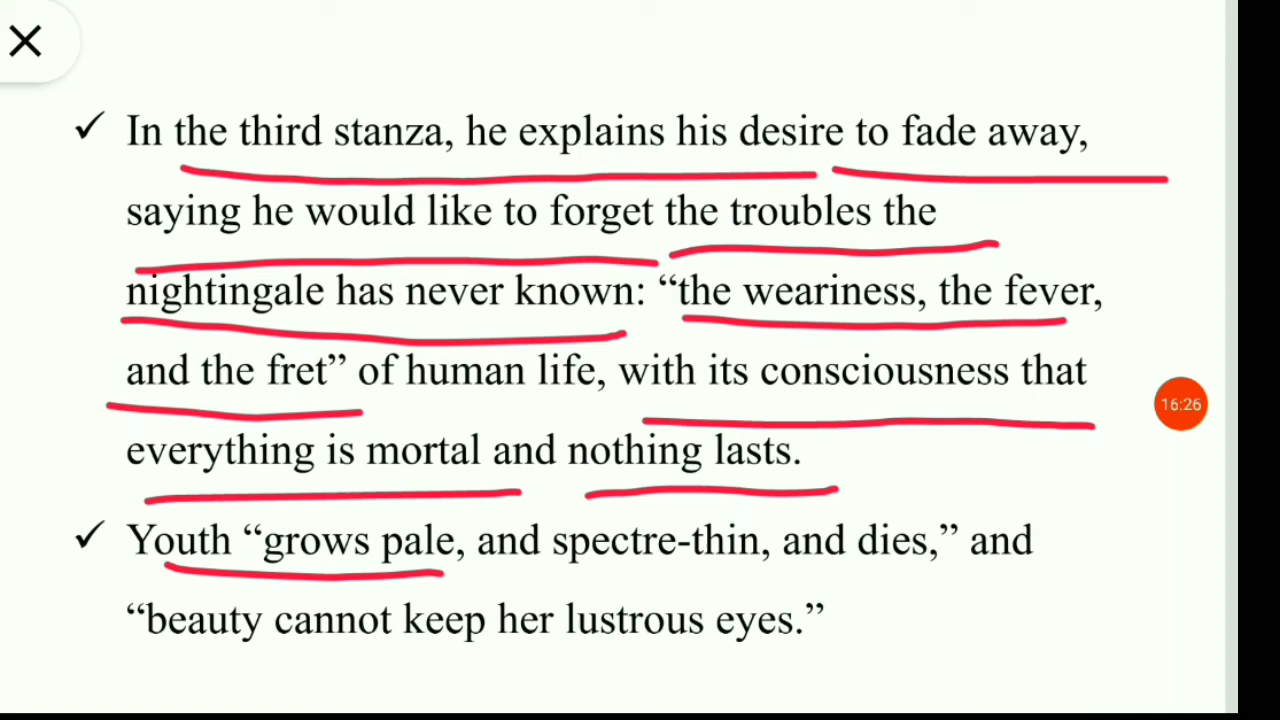 ✓ In the third stanza, he explains his desire to fade away,
saying he would like to forget the troubles the
nightingale has never known: “the weariness, the fever,
and the fret” of human life, with its consciousness that
everything is mortal and nothing lasts.
✓ Youth “grows pale, and spectre-thin, and dies,” and
“beauty cannot keep her lustrous eyes.”
16:26